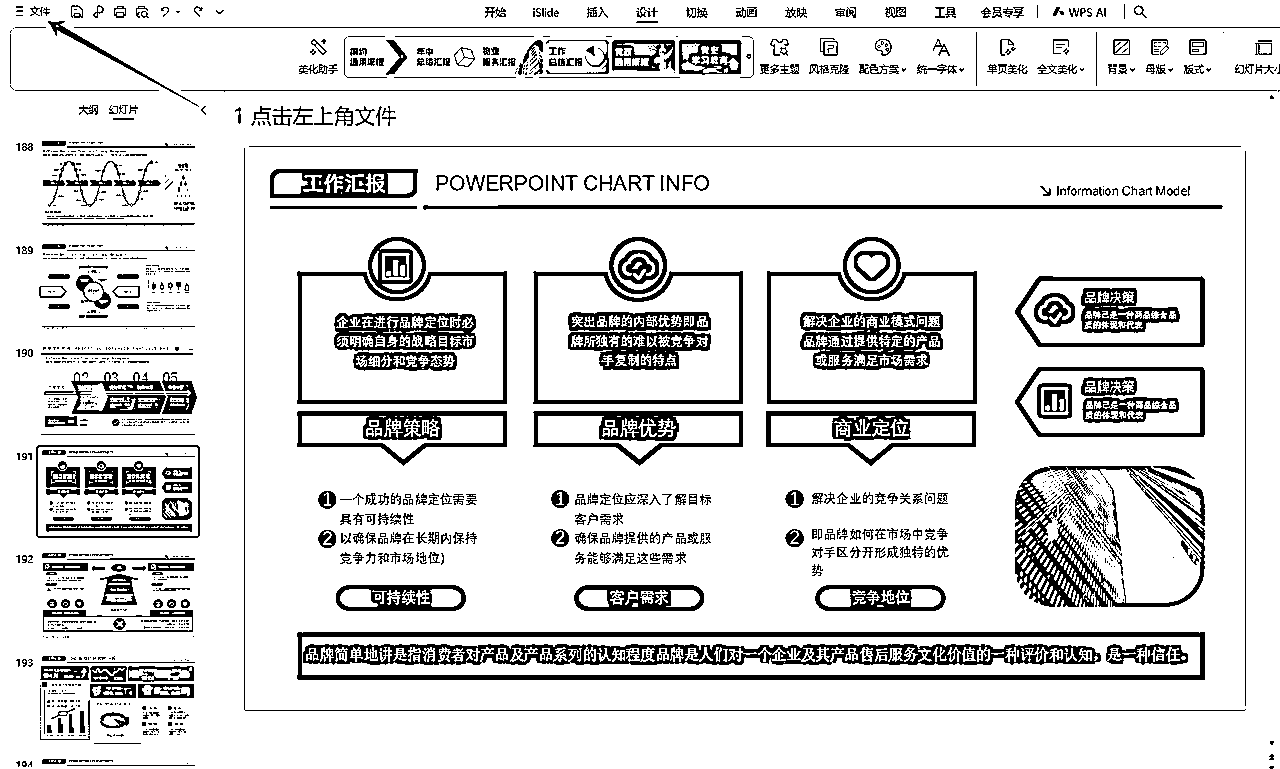 文件
开始 iSlide 插入 设计 切换 动画 放映 审阅 视图 工具 会员专享 WPS AI
美化助手
年中
总结汇报
物业
服务汇报
工作
总结汇报
更多主题 风格克隆 配色方案 统一字体 单页美化 全文美化 背景 母版 版式 幻灯片大小
大纲 幻灯片
1 点击左上角文件
188
189
190
02 03 04 05
191
192
193
194
工作汇报 POWERPOINT CHART INFO
Information Chart Model
企业在进行品牌定位时必
须明确自身的战略目标市
场细分和竞争态势
品牌策略
1 一个成功的品牌定位需要
具有可持续性
2 以确保品牌在长期内保持
竞争力和市场地位)
可持续性
突出品牌的内部优势即品
牌所独有的难以被竞争对
手复制的特点
品牌优势
1 品牌定位应深入了解目标
客户需求
2 确保品牌提供的产品或服
务能够满足这些需求
客户需求
解决企业的商业模式问题
品牌通过提供特定的产品
或服务满足市场需求
商业定位
1 解决企业的竞争关系问题
2 即品牌如何在市场中竞争
对手区分开形成独特的优
势
竞争地位
品牌决策
品牌已是一种商品综合品
质的体现和代表
品牌决策
品牌已是一种商品综合品
质的体现和代表
品牌简单地讲是指消费者对产品及产品系列的认知程度品牌是人们对一个企业及其产品售后服务文化价值的一种评价和认知，是一种信任。